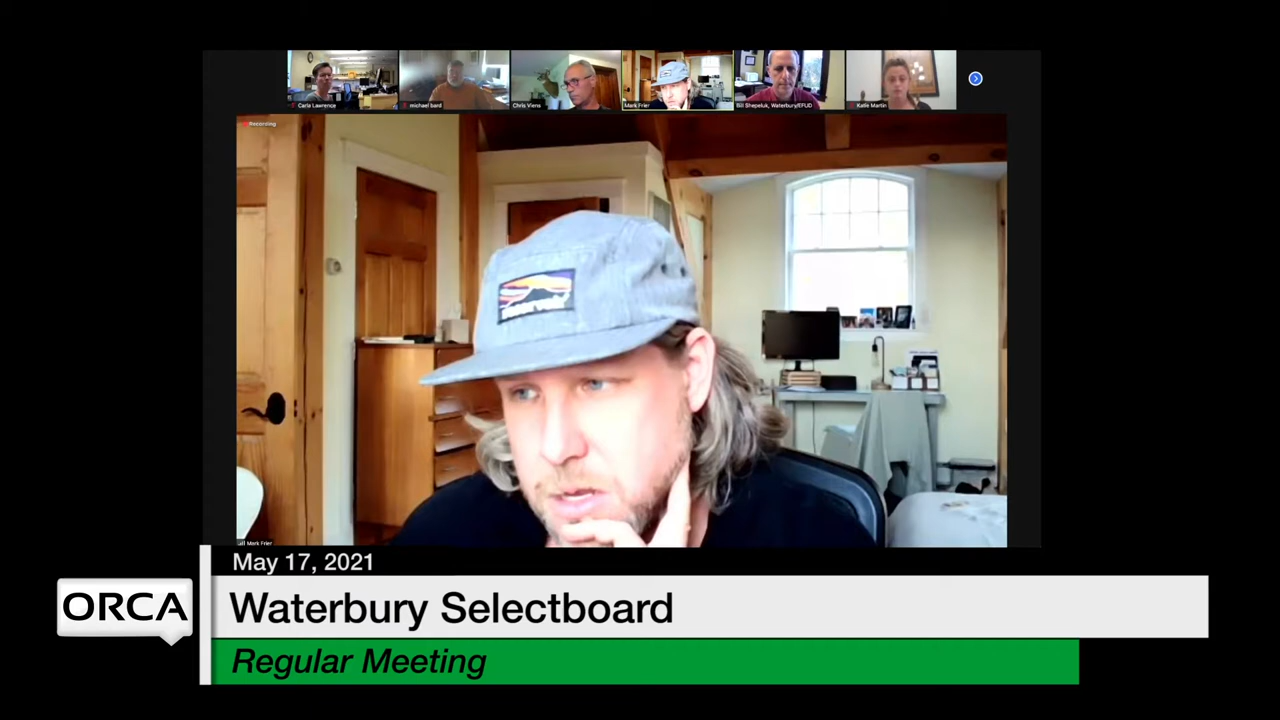 Carla Lawrence
michael bard
Chris Viens
Mark Frier
Bill Shepeluk, Waterbury/EFUD
Katie Martin
Recording
Mark Frier
May 17, 2021
ORCA
Waterbury Selectboard
Regular Meeting